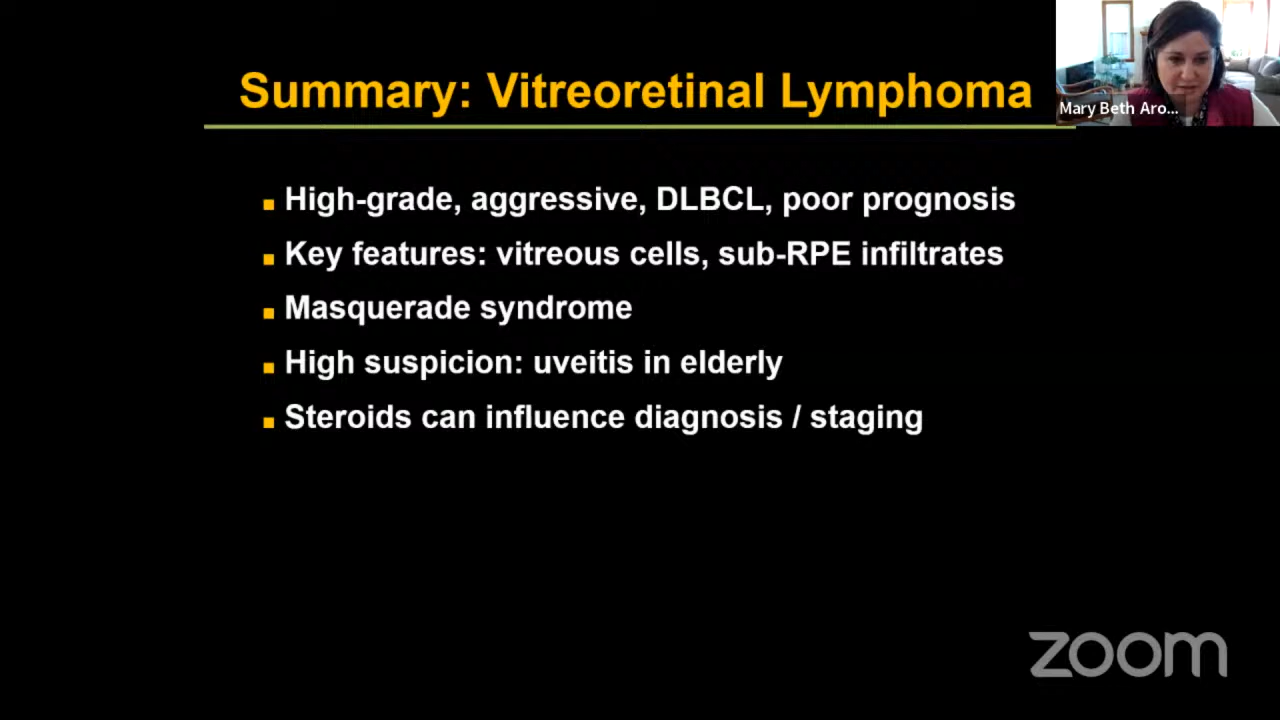 Summary: Vitreoretinal Lymphoma
Mary Beth Aro...
High-grade, aggressive, DLBCL, poor prognosis
Key features: vitreous cells, sub-RPE infiltrates
Masquerade syndrome
High suspicion: uveitis in elderly
Steroids can influence diagnosis / staging
zoom